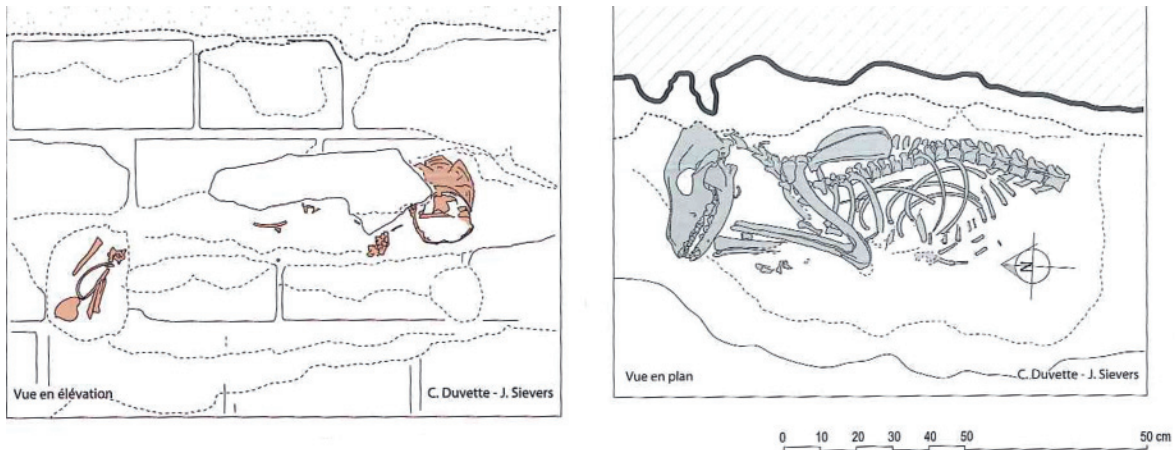 Vue en élévation
C. Duvette - J. Sievers
N
Vue en plan
C. Duvette - J. Sievers
0 10 20 30 40 50 50 cm